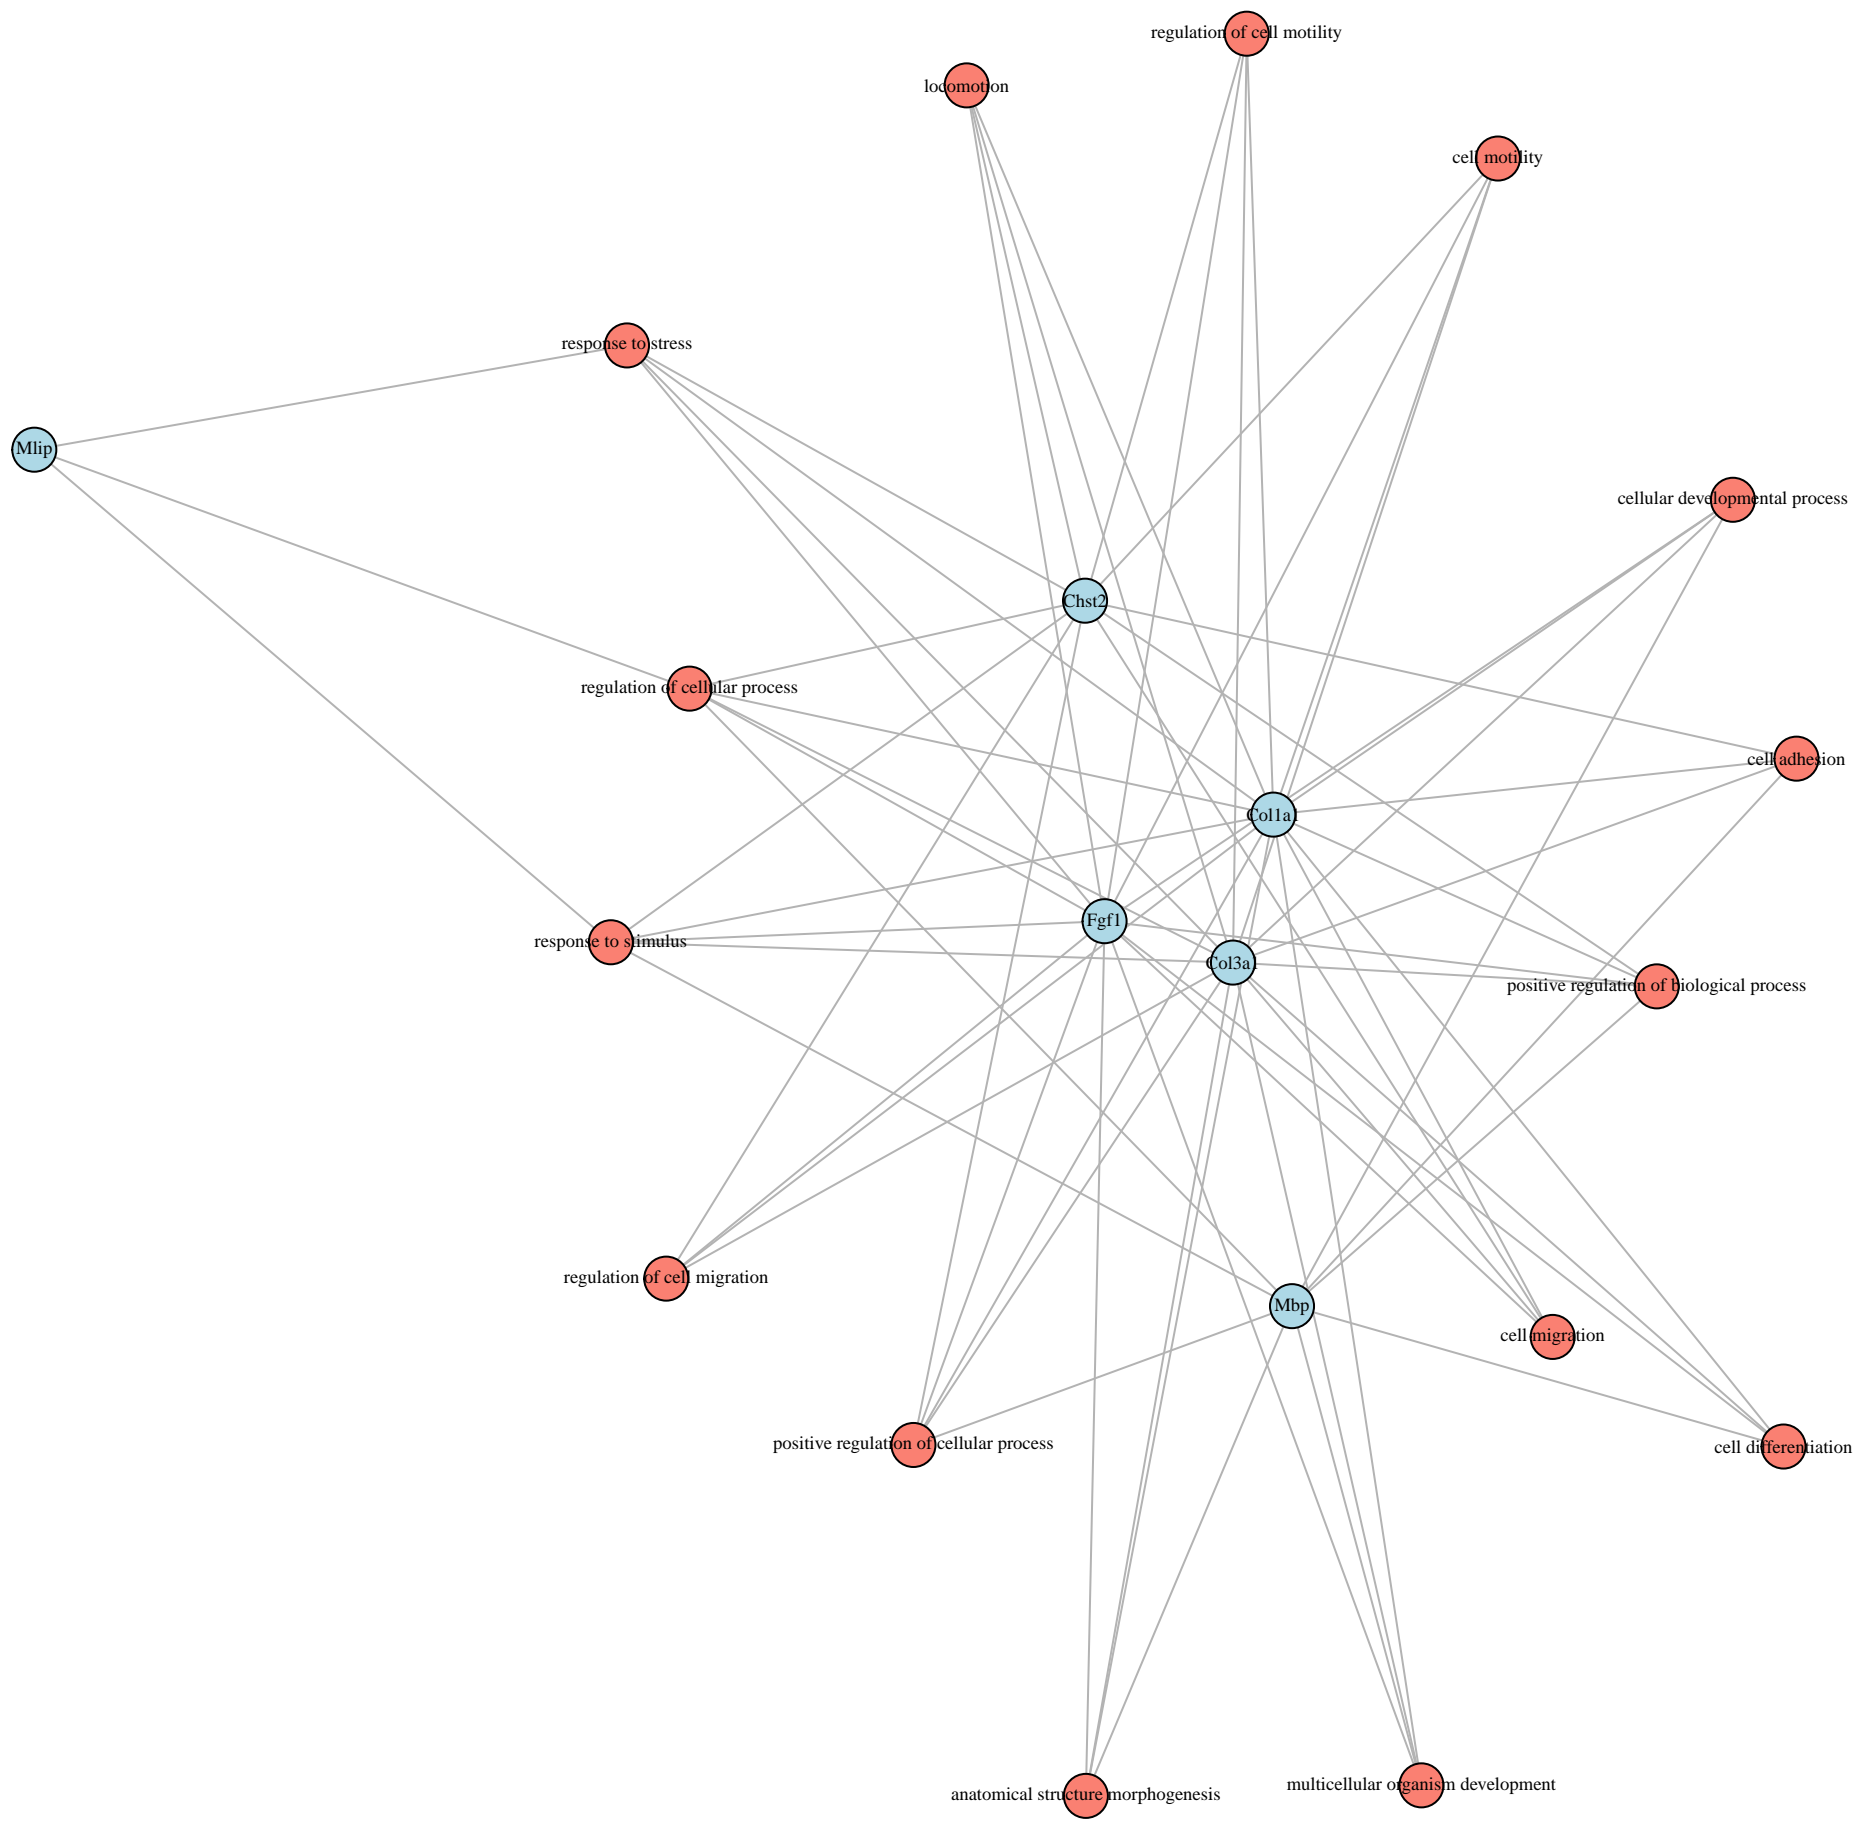 regulation of cell motility
locomotion
cell motility
response to stress
Mlip
cellular developmental process
Chst2
regulation of cellular process
cell adhesion
Col1a1
Fgf1
response to stimulus
Col3a1
positive regulation of biological process
regulation of cell migration
Mbp
cell migration
positive regulation of cellular process
cell differentiation
multicellular organism development
anatomical structure morphogenesis